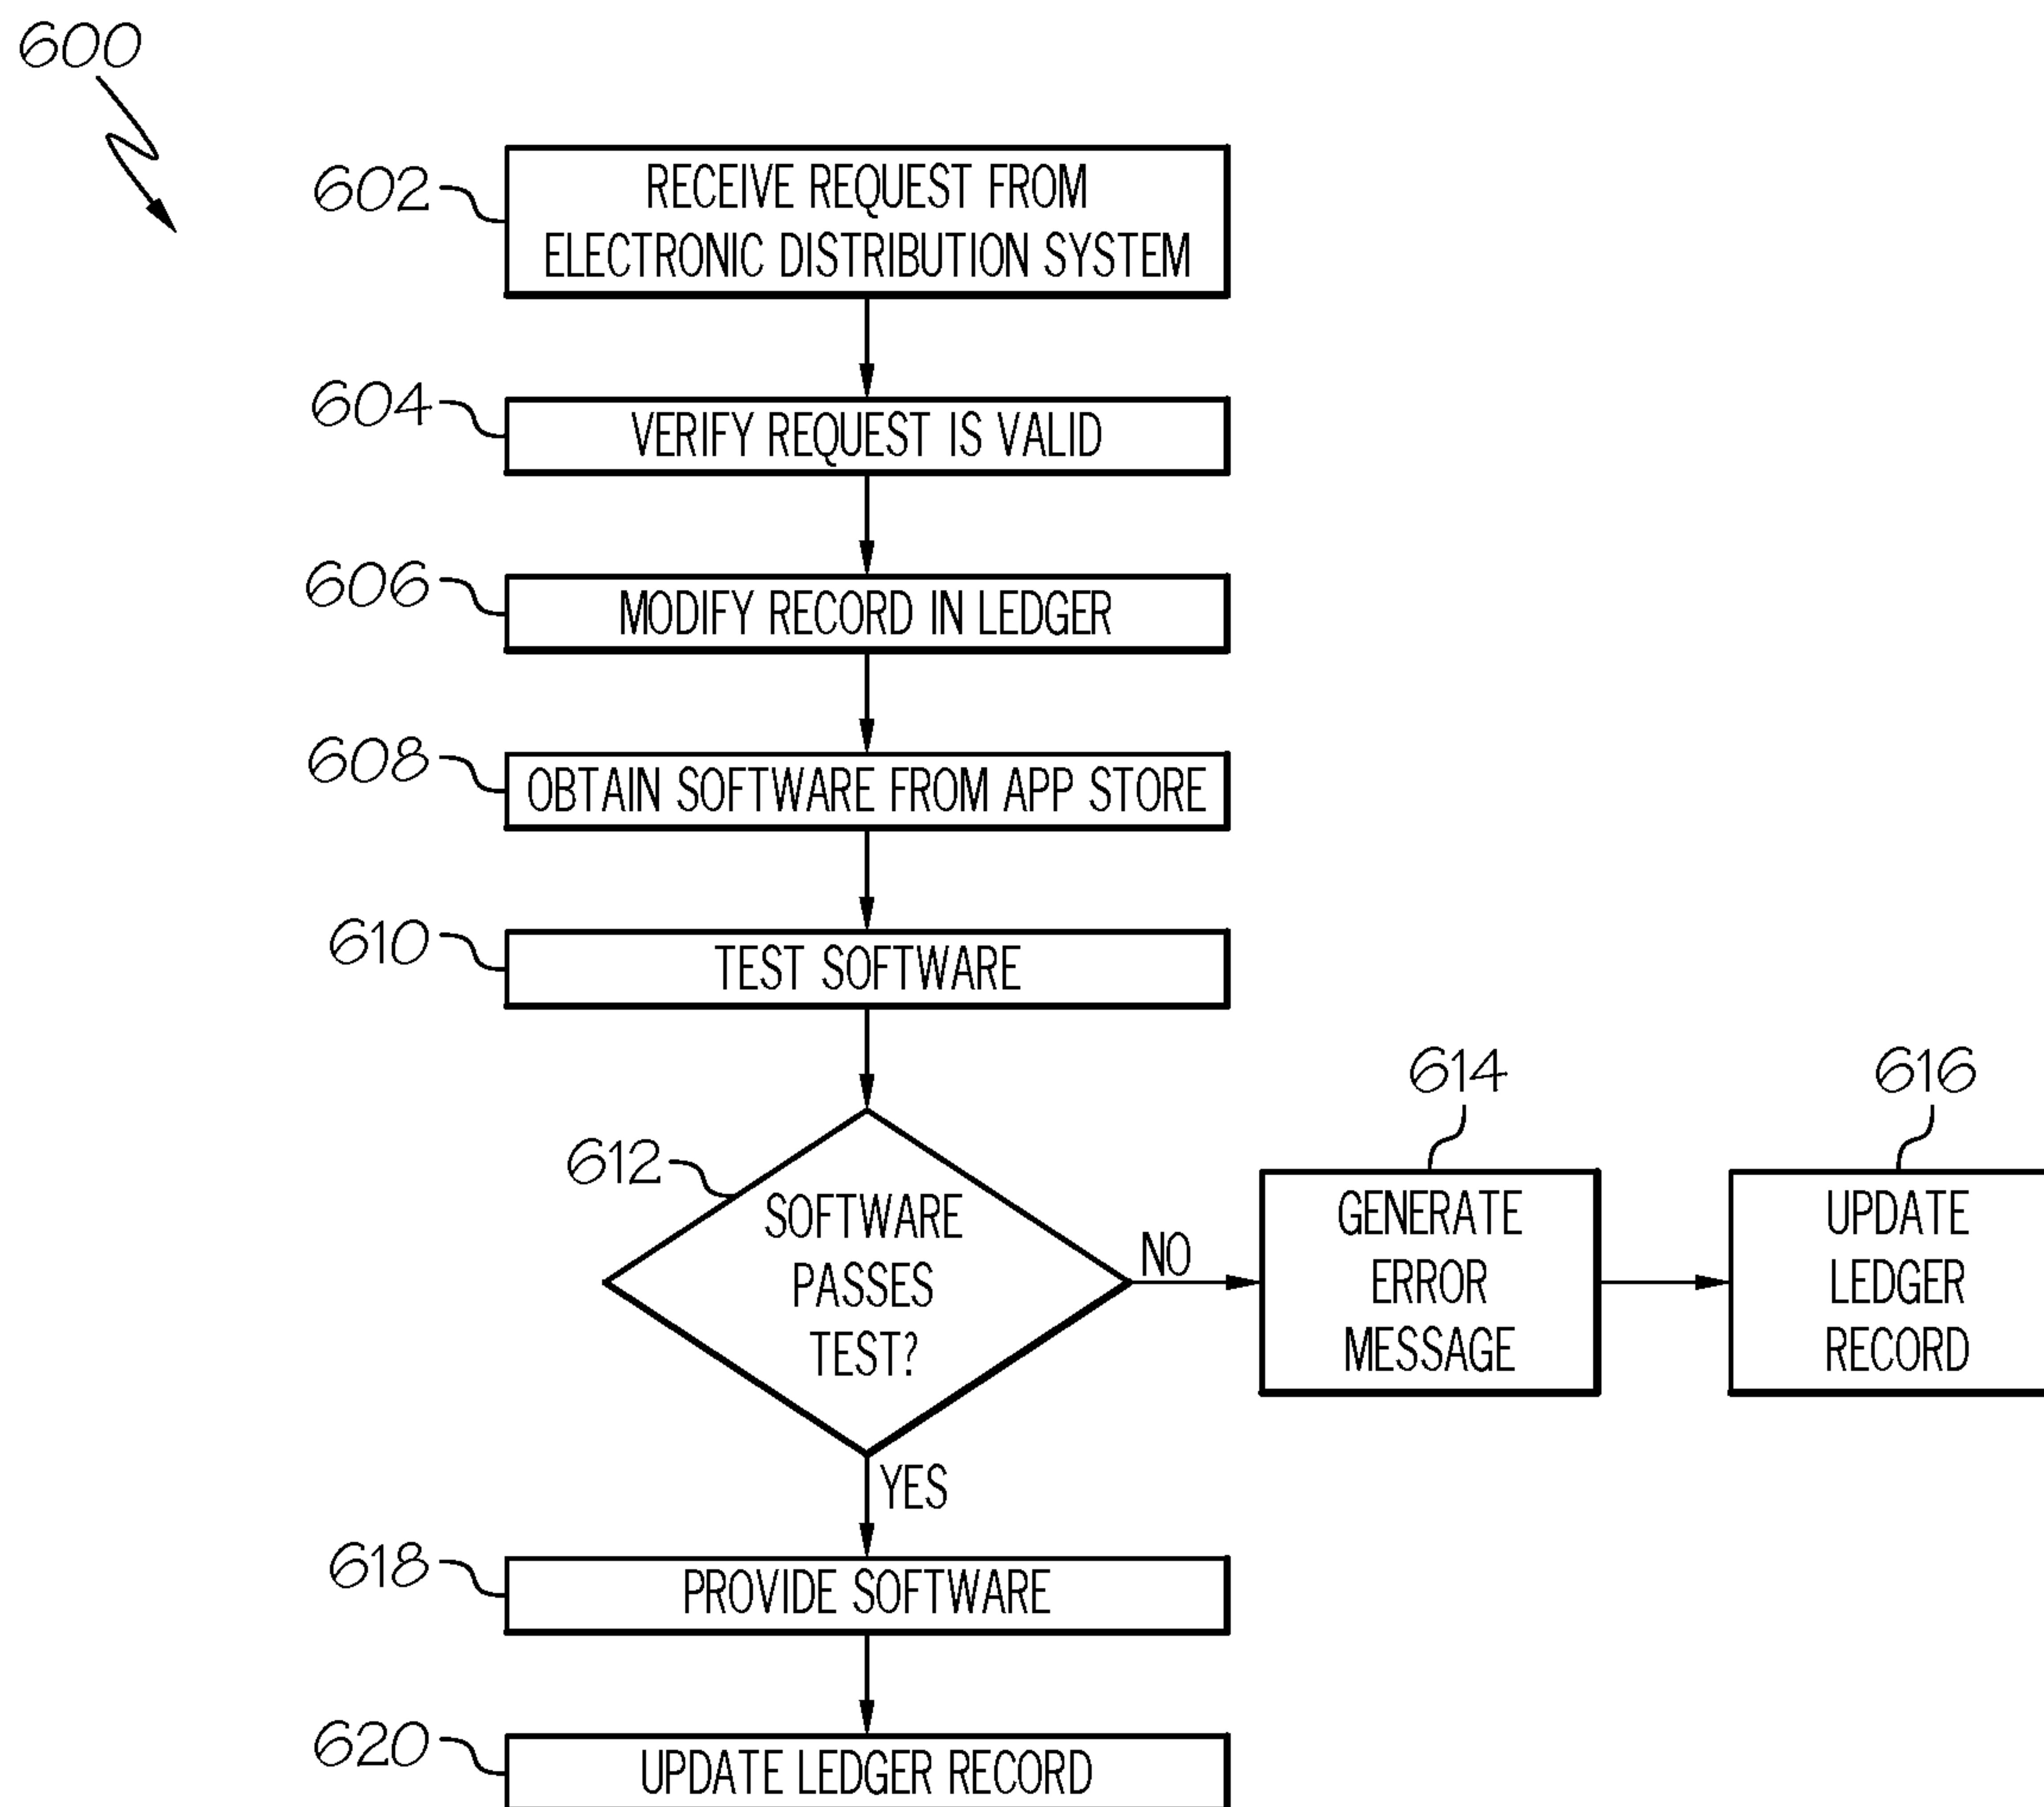 600
602
RECEIVE REQUEST FROM
ELECTRONIC DISTRIBUTION SYSTEM
604
VERIFY REQUEST IS VALID
606
MODIFY RECORD IN LEDGER
608
OBTAIN SOFTWARE FROM APP STORE
610
TEST SOFTWARE
612
SOFTWARE
PASSES
TEST?
NO
614
GENERATE
ERROR
MESSAGE
616
UPDATE
LEDGER
RECORD
YES
618
PROVIDE SOFTWARE
620
UPDATE LEDGER RECORD